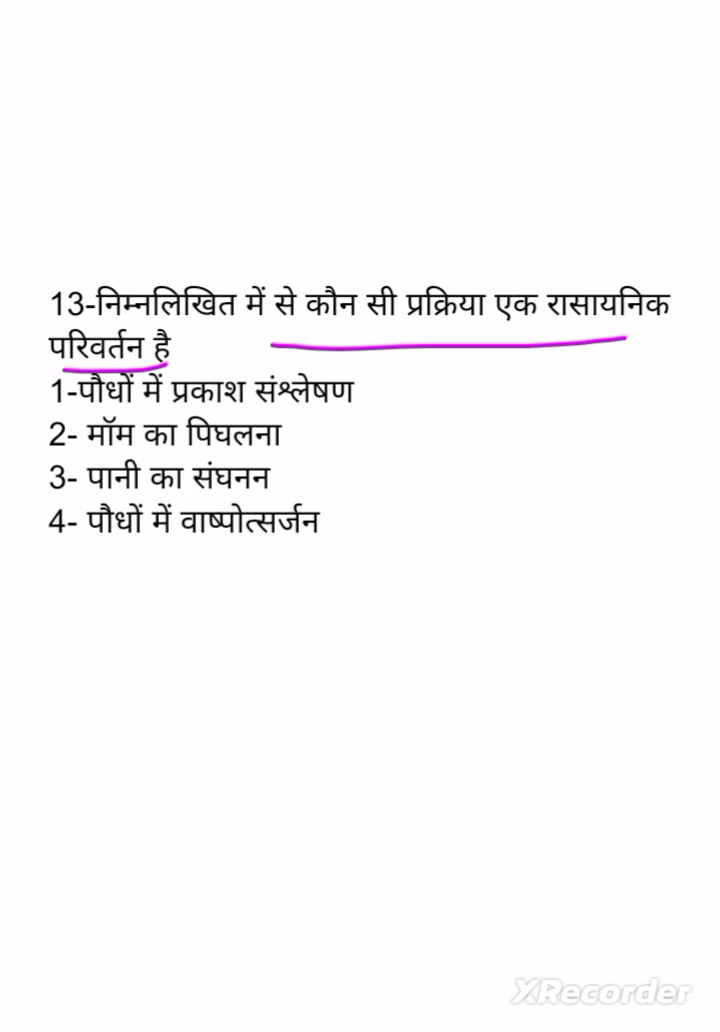 13-निम्नलिखित में से कौन सी प्रक्रिया एक रासायनिक
परिवर्तन है
1-पौधों में प्रकाश संश्लेषण
2- मॉम का पिघलना
3- पानी का संघनन
4- पौधों में वाष्पोत्सर्जन
XRecorder